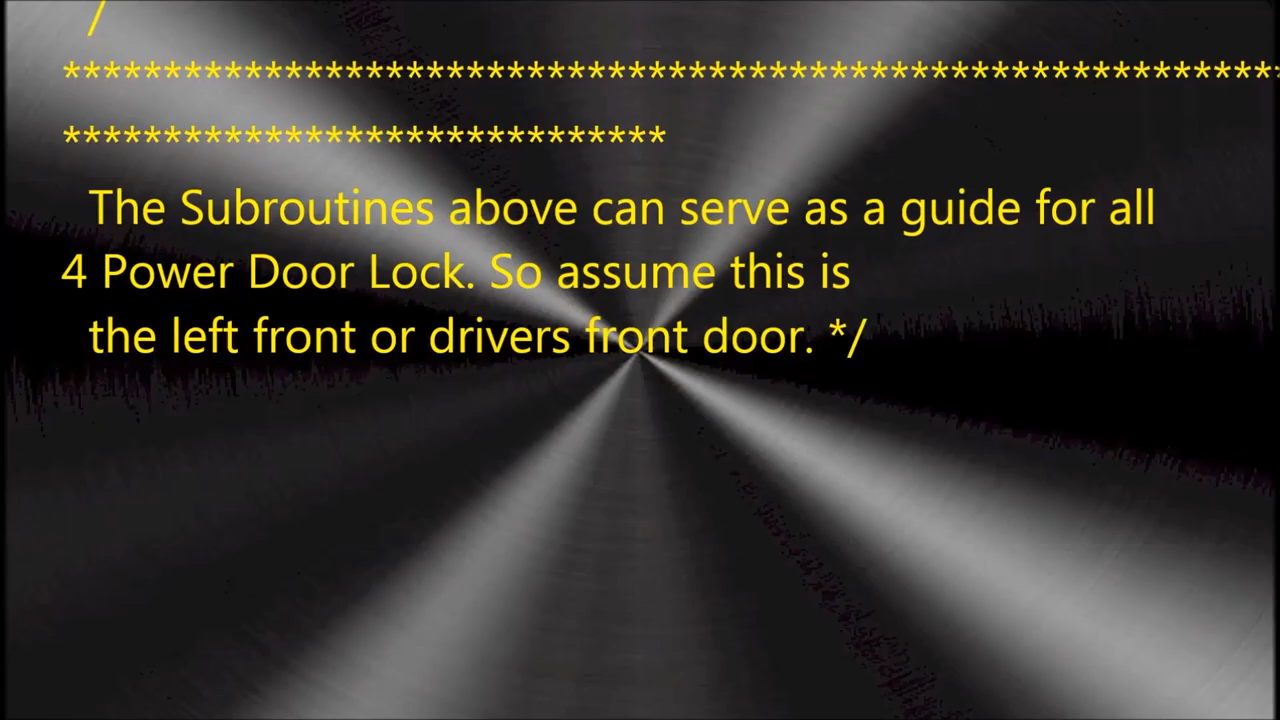 /
*************************************************************
******************************
The Subroutines above can serve as a guide for all
4 Power Door Lock. So assume this is
the left front or drivers front door. */